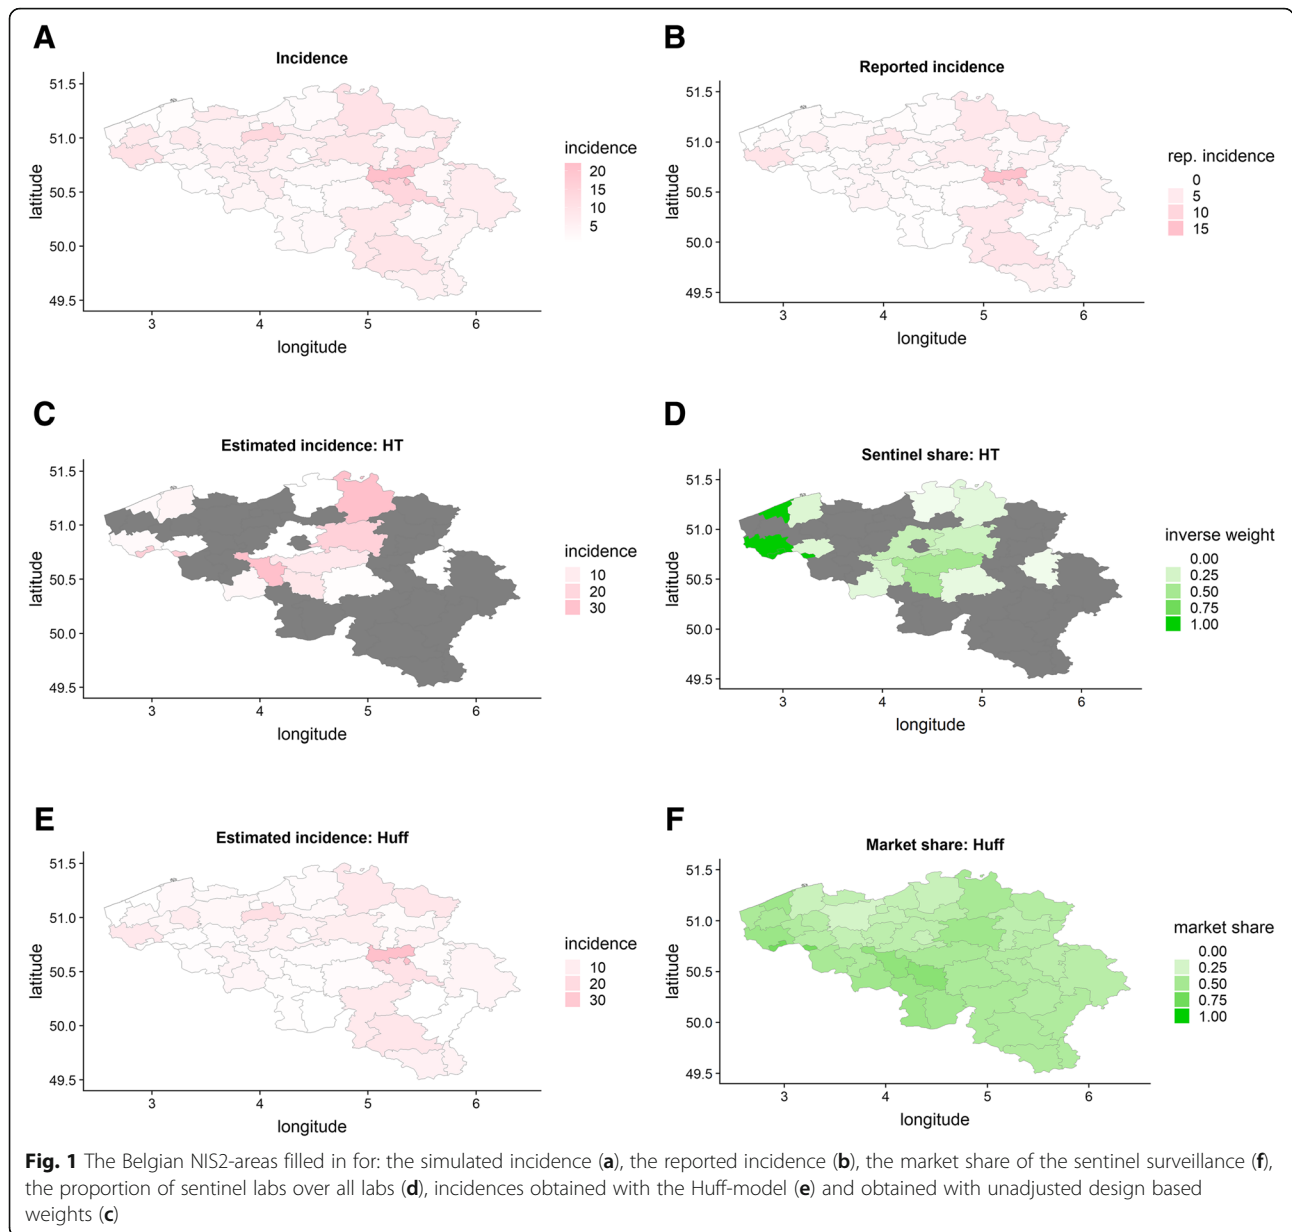 A
Incidence
51.5
51.0
50.5
50.0
49.5
latitude
3 4 5 6
longitude
incidence
20
15
10
5
B
Reported incidence
51.5
51.0
50.5
50.0
49.5
latitude
3 4 5 6
longitude
rep. incidence
0
5
10
15
C
Estimated incidence: HT
51.5
51.0
50.5
50.0
49.5
latitude
3 4 5 6
longitude
incidence
10
20
30
D
Sentinel share: HT
51.5
51.0
50.5
50.0
49.5
latitude
3 4 5 6
longitude
inverse weight
0.00
0.25
0.50
0.75
1.00
E
Estimated incidence: Huff
51.5
51.0
50.5
50.0
49.5
latitude
3 4 5 6
longitude
incidence
10
20
30
F
Market share: Huff
51.5
51.0
50.5
50.0
49.5
latitude
3 4 5 6
longitude
market share
0.00
0.25
0.50
0.75
1.00
Fig. 1 The Belgian NIS2-areas filled in for: the simulated incidence (a), the reported incidence (b), the market share of the sentinel surveillance (f),
the proportion of sentinel labs over all labs (d), incidences obtained with the Huff-model (e) and obtained with unadjusted design based
weights (c)